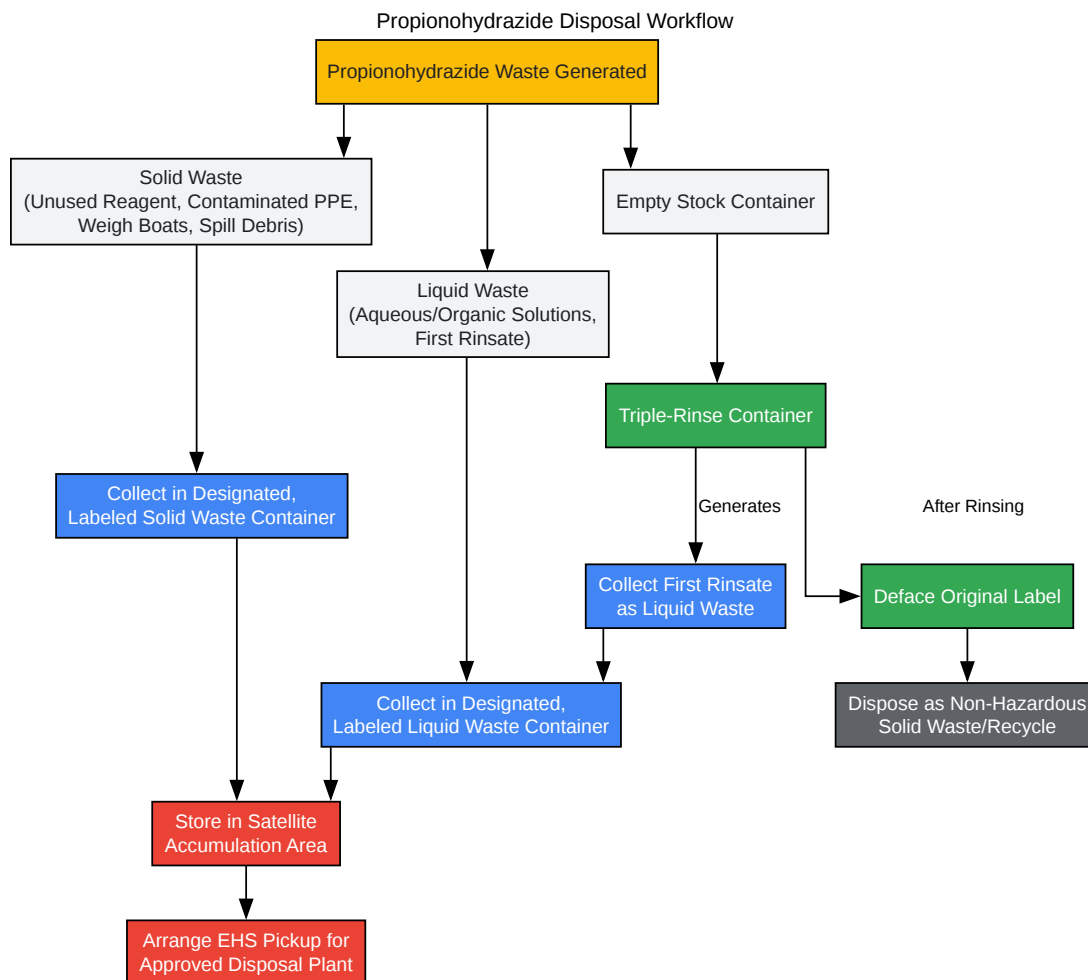 Propionohydrazide Disposal Workflow
Propionohydrazide Waste Generated
Solid Waste
(Unused Reagent, Contaminated PPE,
Weigh Boats, Spill Debris)
Empty Stock Container
Liquid Waste
(Aqueous/Organic Solutions,
First Rinsate)
Triple-Rinse Container
Collect in Designated,
Labeled Solid Waste Container
Generates
After Rinsing
Collect First Rinsate
as Liquid Waste
Deface Original Label
Collect in Designated,
Labeled Liquid Waste Container
Dispose as Non-Hazardous
Solid Waste/Recycle
Store in Satellite
Accumulation Area
Arrange EHS Pickup for
Approved Disposal Plant